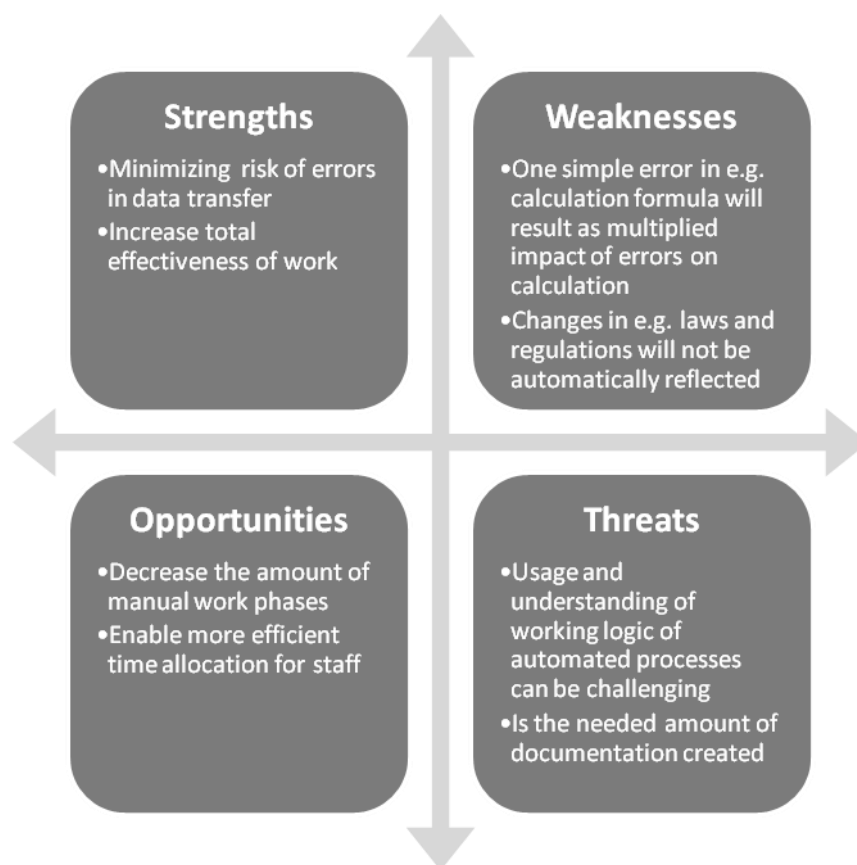 Strengths
•Minimizing risk of errors
in data transfer
•Increase total
effectiveness of work
Weaknesses
•One simple error in e.g.
calculation formula will
result as multiplied
impact of errors on
calculation
•Changes in e.g. laws and
regulations will not be
automatically reflected
Opportunities
•Decrease the amount of
manual work phases
•Enable more efficient
time allocation for staff
Threats
•Usage and
understanding of
working logic of
automated processes
can be challenging
•Is the needed amount of
documentation created